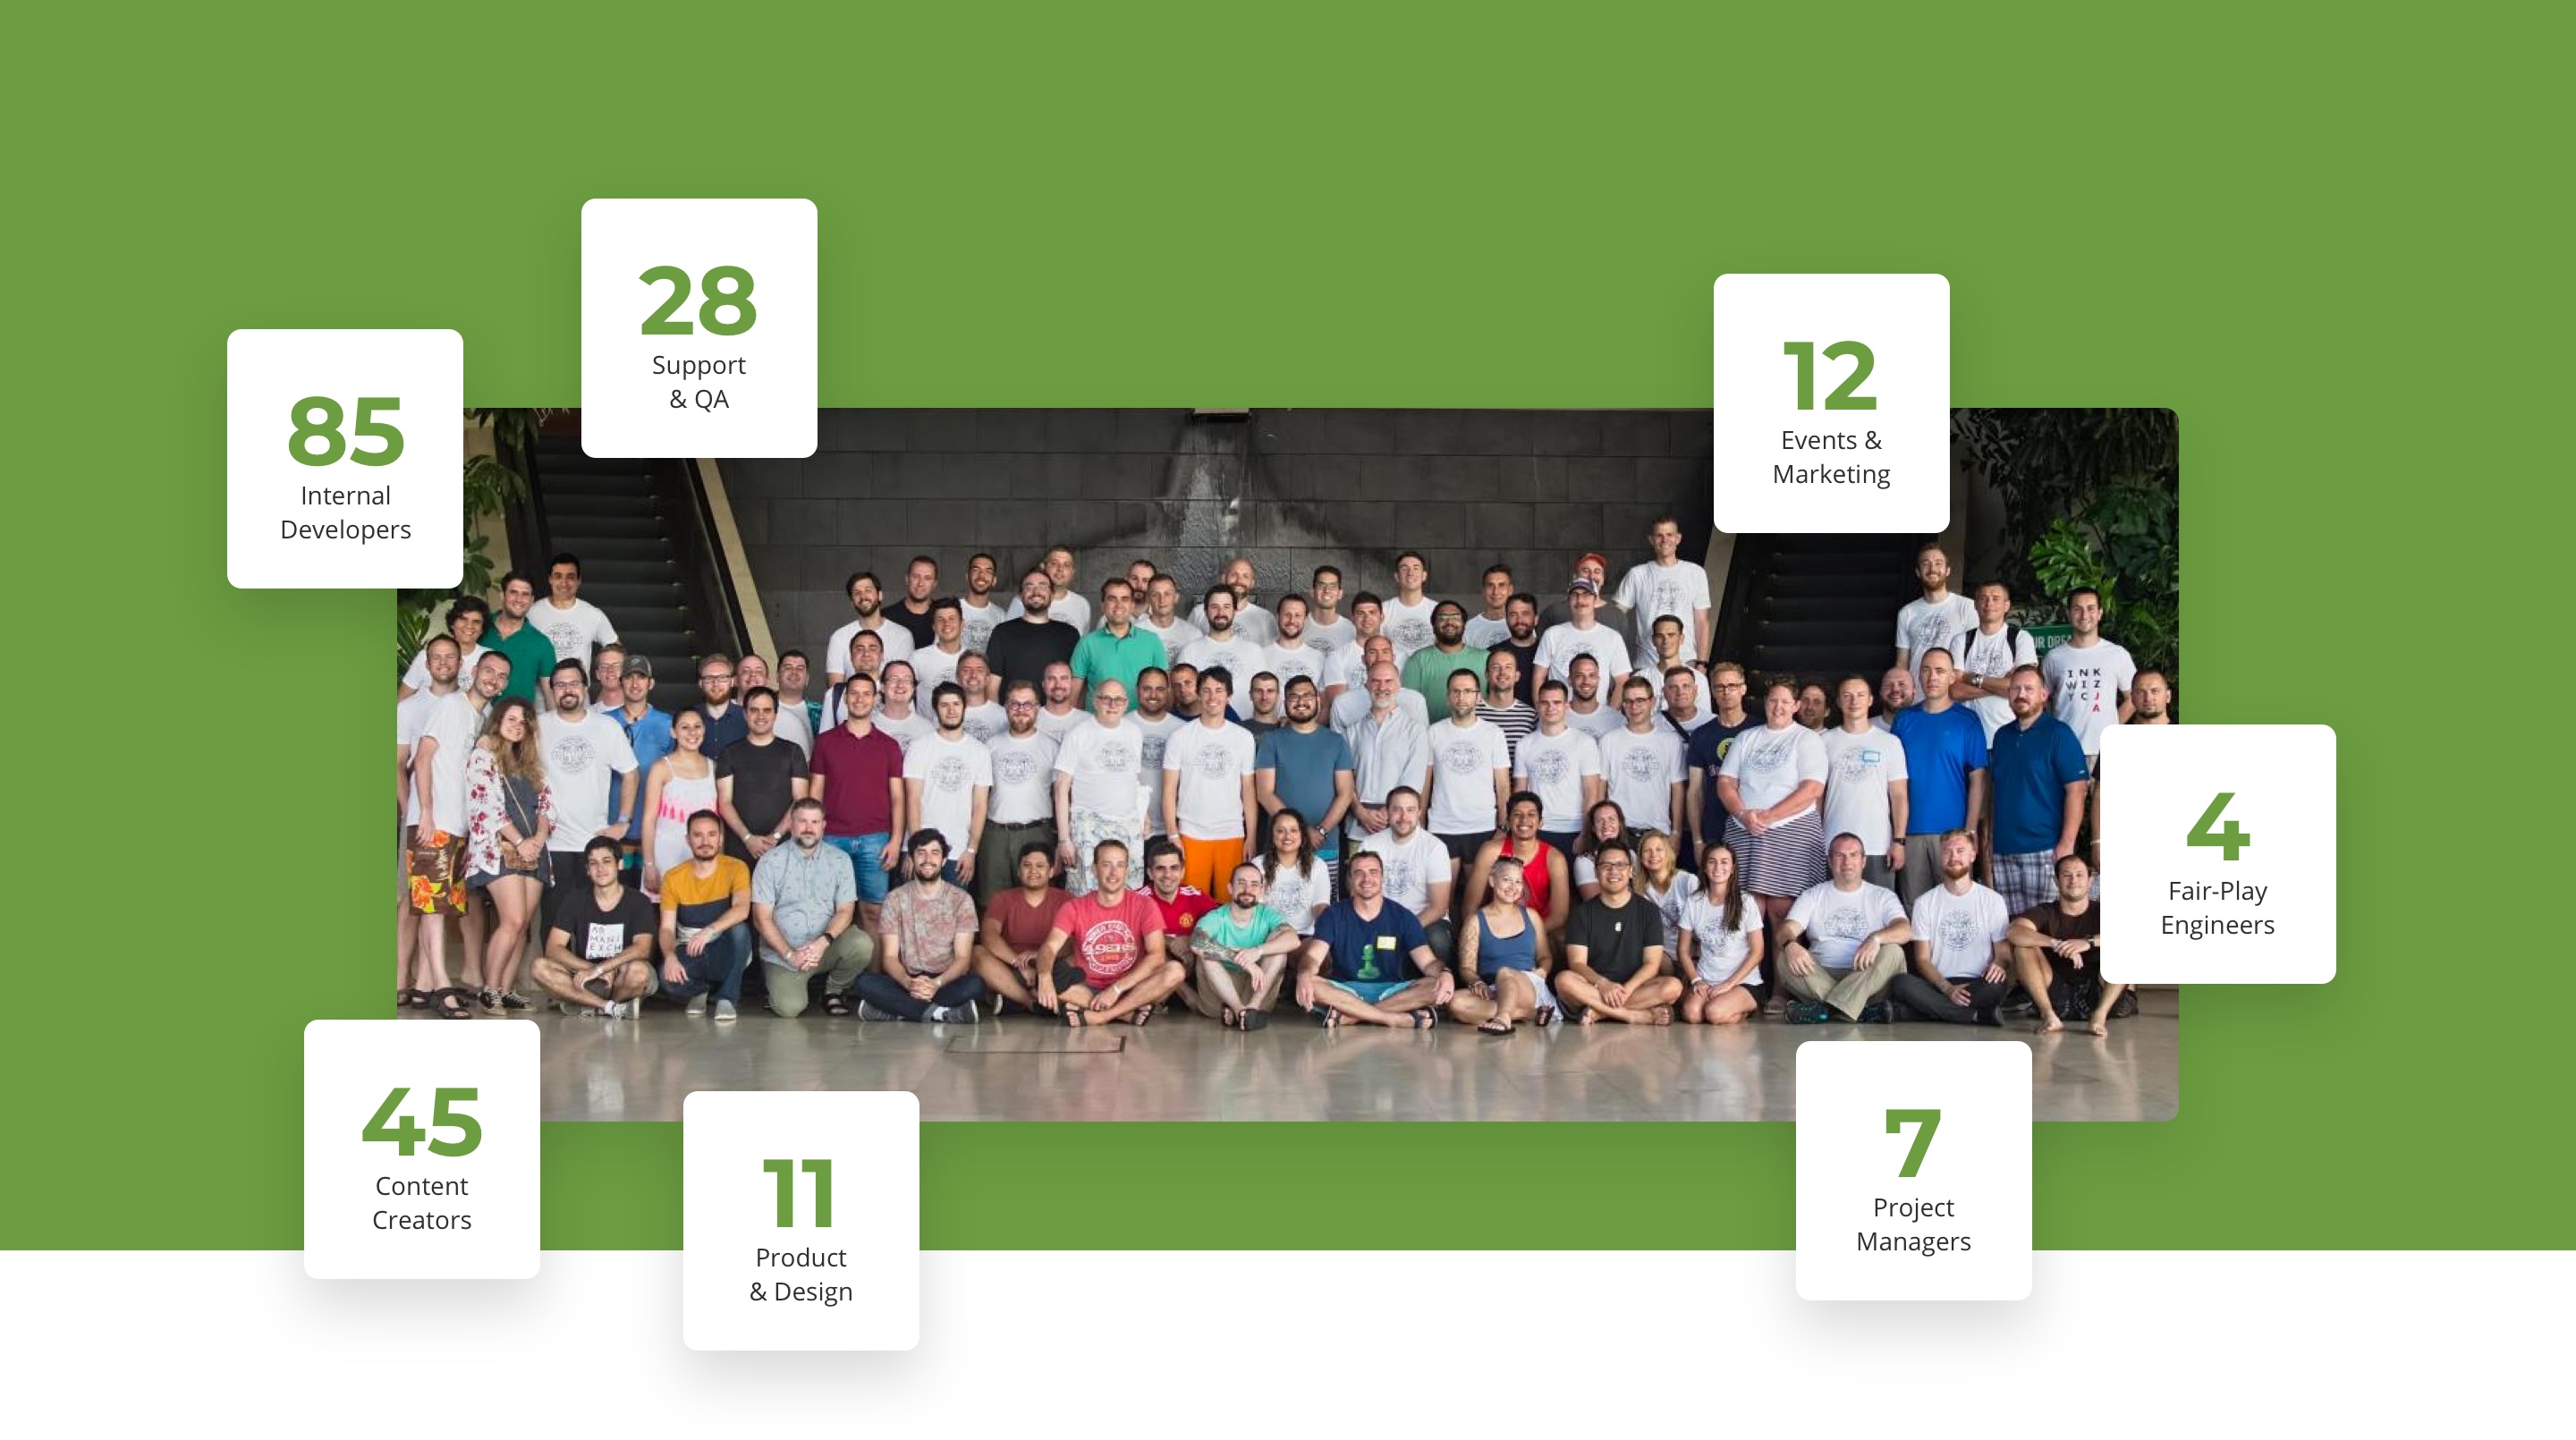 28
Support
& QA
12
Events &
Marketing
85
Internal
Developers
4
Fair-Play
Engineers
45
Content
Creators
11
Product
& Design
7
Project
Managers